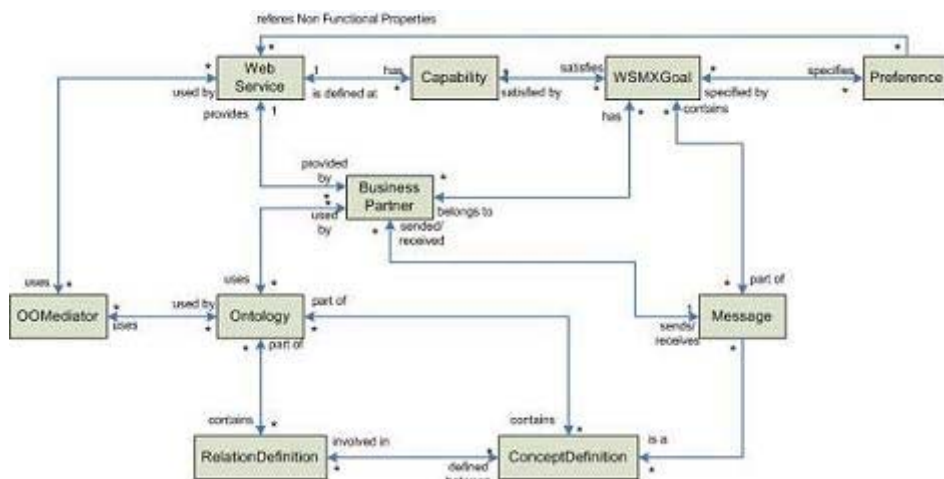 referes Non Functional Properties
*
*
Web
Service
Capability
WSMXGoal
Preference
*
used by
1
is defined at
has
*
*
satisfied by
satisfies
*
*
specified by
specifies
*
provides
1
has
*
*
contains
provided
by
*
Business
Partner
*
belongs to
*
used
by
*
sended/
received
uses
*
uses
*
part of
*
part of
OOMediator
*
uses
used by
*
Ontology
*
part of
*
Message
1
sends/
receives
*
contains
*
contains
*
is a
*
RelationDefinition
involved in
*
*
defined
ConceptDefinition